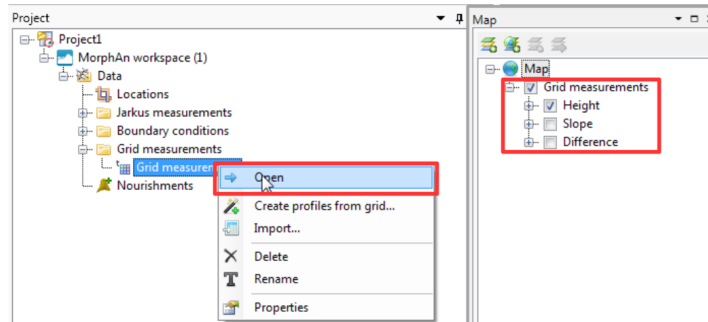 Project
Project1
MorphAn workspace (1)
Data
Locations
Jarkus measurements
Boundary conditions
Grid measurements
Grid measuremen
Nourishments
Open
Create profiles from grid...
Import...
Delete
Rename
Properties
Map
Map
Grid measurements
Height
Slope
Difference